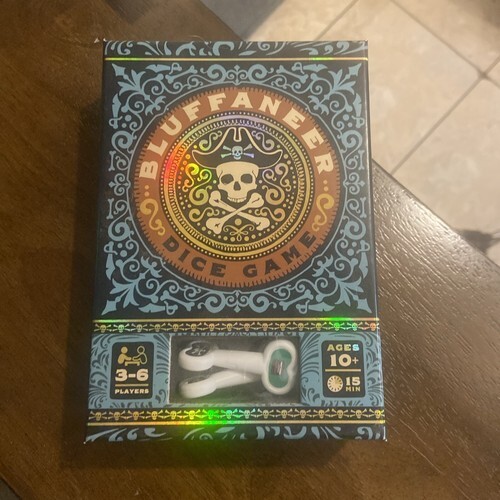 BLUFFANEER
DICE GAME
3-6
PLAYERS
AGES
10+
15
MIN